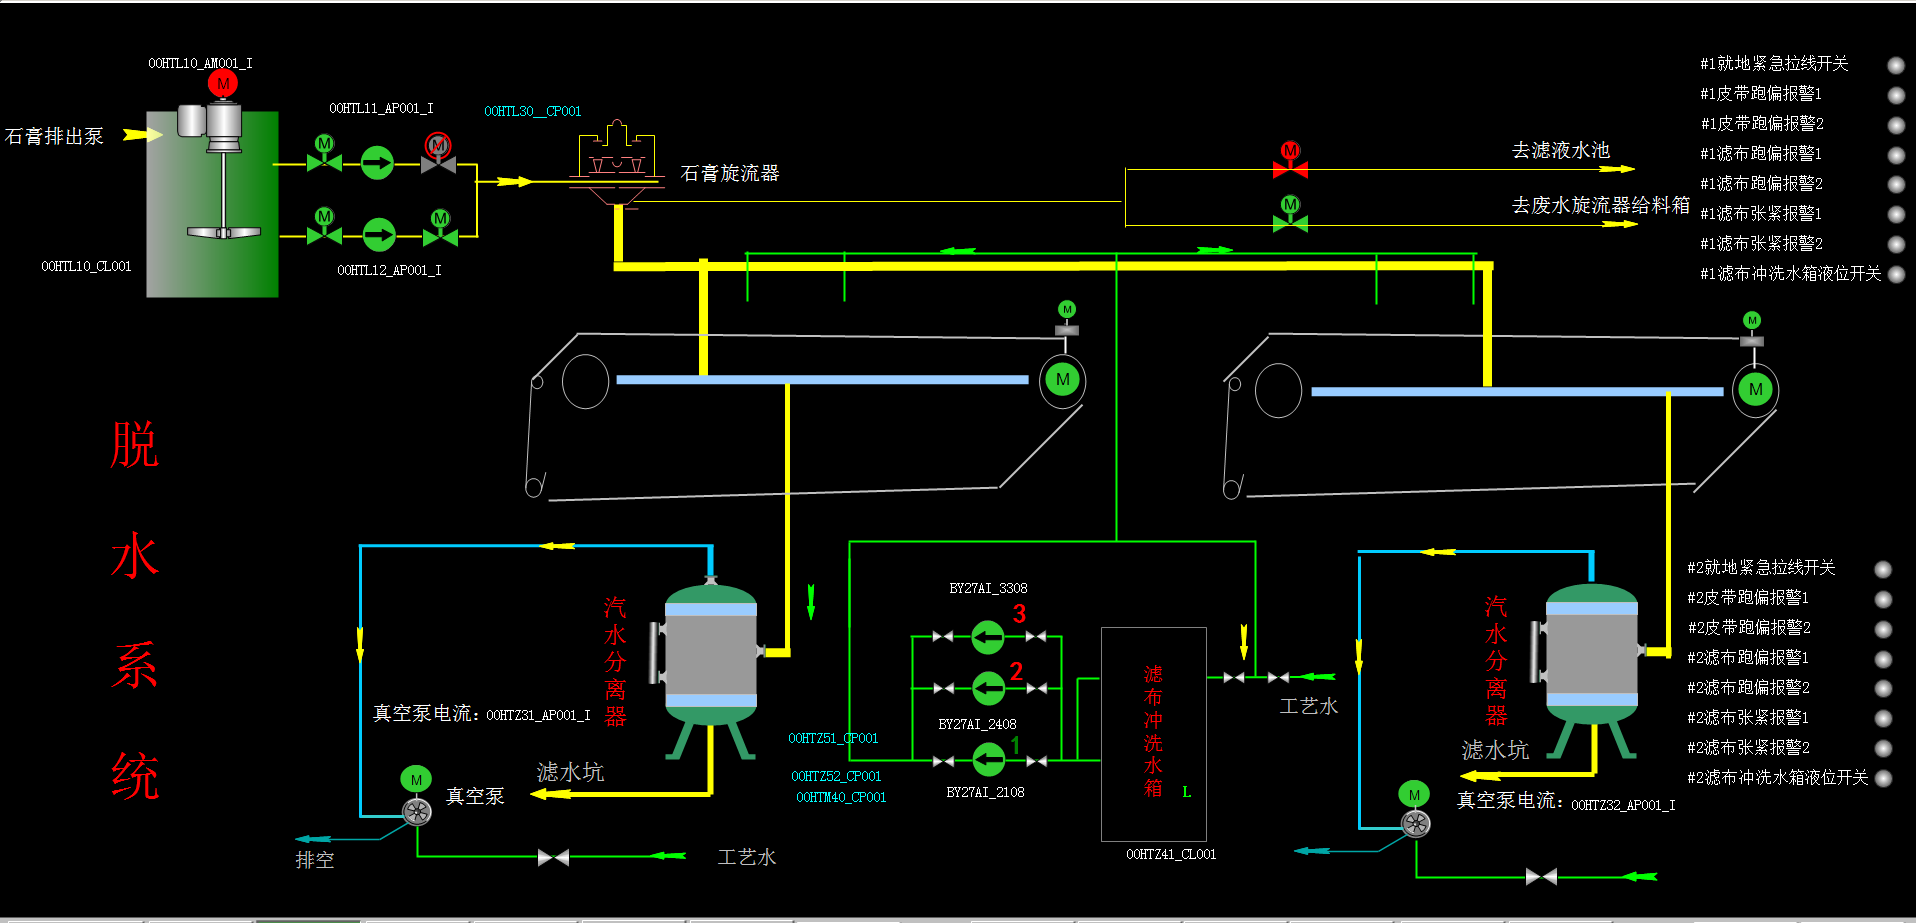 00HTL10_AM001_I
M
石膏排出泵
00HTL10_CL001
00HTL11_AP001_I
M
M
M
M
00HTL12_AP001_I
00HTL30__CP001
石膏旋流器
M
去滤液水池
M
去废水旋流器给料箱
#1就地紧急拉线开关
#1皮带跑偏报警1
#1皮带跑偏报警2
#1滤布跑偏报警1
#1滤布跑偏报警2
#1滤布张紧报警1
#1滤布张紧报警2
#1滤布冲洗水箱液位开关
M
M
M
M
脱水系统
汽水分离器
真空泵电流：00HTZ31_AP001_I
滤水坑
M
真空泵
排空
工艺水
00HTZ51_CP001
00HTZ52_CP001
00HTM40_CP001
BY27AI_3308
3
2
BY27AI_2408
1
BY27AI_2108
滤布冲洗水箱
L
00HTZ41_CL001
工艺水
汽水分离器
滤水坑
M
真空泵电流：00HTZ32_AP001_I
#2就地紧急拉线开关
#2皮带跑偏报警1
#2皮带跑偏报警2
#2滤布跑偏报警1
#2滤布跑偏报警2
#2滤布张紧报警1
#2滤布张紧报警2
#2滤布冲洗水箱液位开关